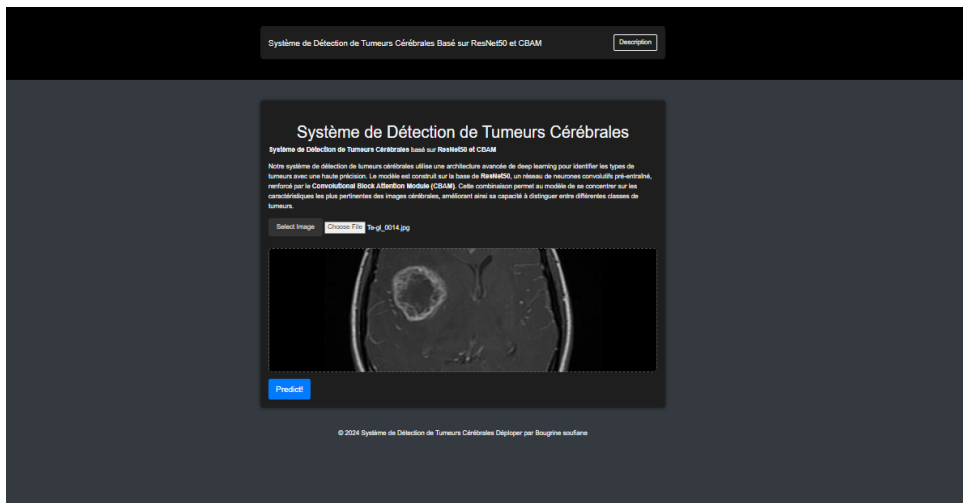 Système de Détection de Tumeurs Cérébrales Basé sur ResNet50 et CBAM
Description
Système de Détection de Tumeurs Cérébrales
Système de Détection de Tumeurs Cérébrales basé sur ResNet50 et CBAM
Notre système de détection de tumeurs cérébrales utilise une architecture avancée de deep learning pour identifier les types de
tumeurs avec une haute précision. Le modèle est construit sur la base de ResNet50, un réseau de neurones convolutifs pré-entraîné,
renforcé par le Convolutional Block Attention Module (CBAM). Cette combinaison permet au modèle de se concentrer sur les
caractéristiques les plus pertinentes des images cérébrales, améliorant ainsi sa capacité à distinguer entre différentes classes de
tumeurs.
Select Image Choose File Te-gl_0014.jpg
Predict!
© 2024 Système de Détection de Tumeurs Cérébrales Déploper par Bougrine soufiane